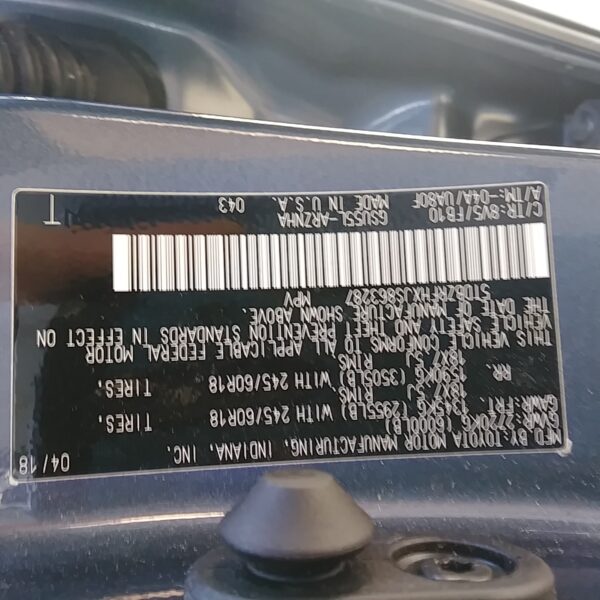 MFD. BY: TOYOTA MOTOR MANUFACTURING, INDIANA, INC. 04/18
GVWR: 2720KG (6000LB)
GAWR:FRT. 1345KG (2955LB) WITH 245/60R18 TIRES.
18X7.5J RIMS
RR. 1590KG (3505LB) WITH 245/60R18 TIRES.
18X7.5J RIMS
THIS VEHICLE CONFORMS TO ALL APPLICABLE FEDERAL MOTOR
VEHICLE SAFETY AND THEFT PREVENTION STANDARDS IN EFFECT ON
THE DATE OF MANUFACTURE SHOWN ABOVE.
5TDBZRFHXJS863287 MPV
C/TR:8V5/FB10 GSU55L-ARZNHA 043 T
A/TM:-04A/UA80F MADE IN U.S.A.